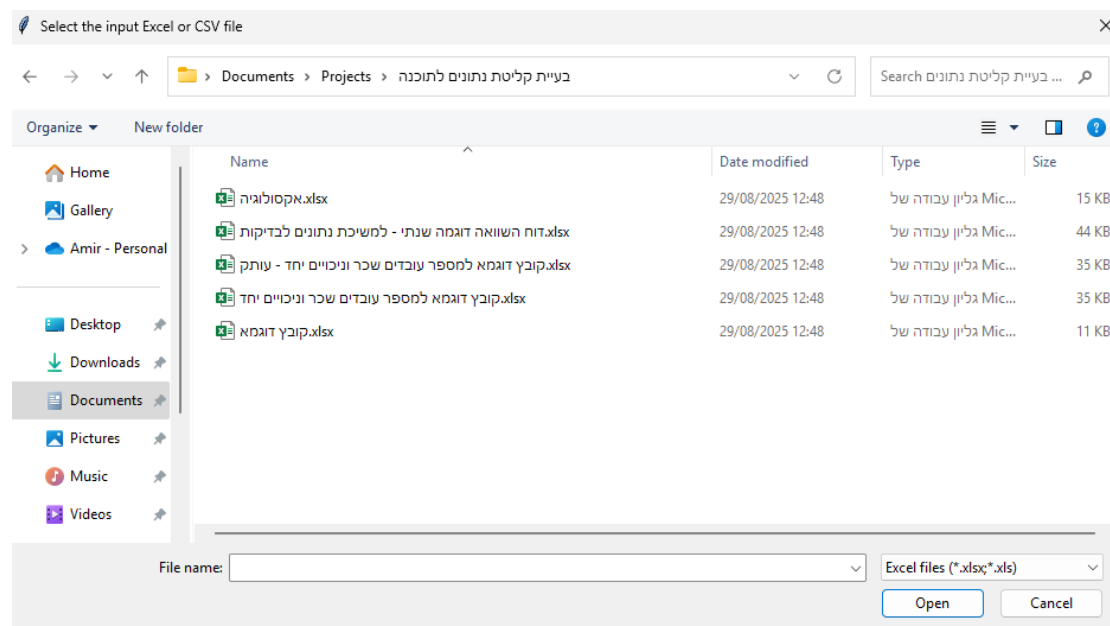 Select the input Excel or CSV file
Documents › Projects › בעיית קליטת נתונים לתוכנה
Search בעיית קליטת נתונים ...
Organize New folder
Name Date modified Type Size
Home
Gallery
Amir - Personal
Desktop
Downloads
Documents
Pictures
Music
Videos
אקסולוגיה.xlsx 29/08/2025 12:48 גליון עבודה של Mic... 15 KB
דוח השוואה דוגמה שנתי - למשיכת נתונים לבדיקות.xlsx 29/08/2025 12:48 גליון עבודה של Mic... 44 KB
קובץ דוגמא למספר עובדים שכר וניכויים יחד - עותק.xlsx 29/08/2025 12:48 גליון עבודה של Mic... 35 KB
קובץ דוגמא למספר עובדים שכר וניכויים יחד.xlsx 29/08/2025 12:48 גליון עבודה של Mic... 35 KB
קובץ דוגמא.xlsx 29/08/2025 12:48 גליון עבודה של Mic... 11 KB
File name: Excel files (*.xlsx;*.xls)
Open Cancel